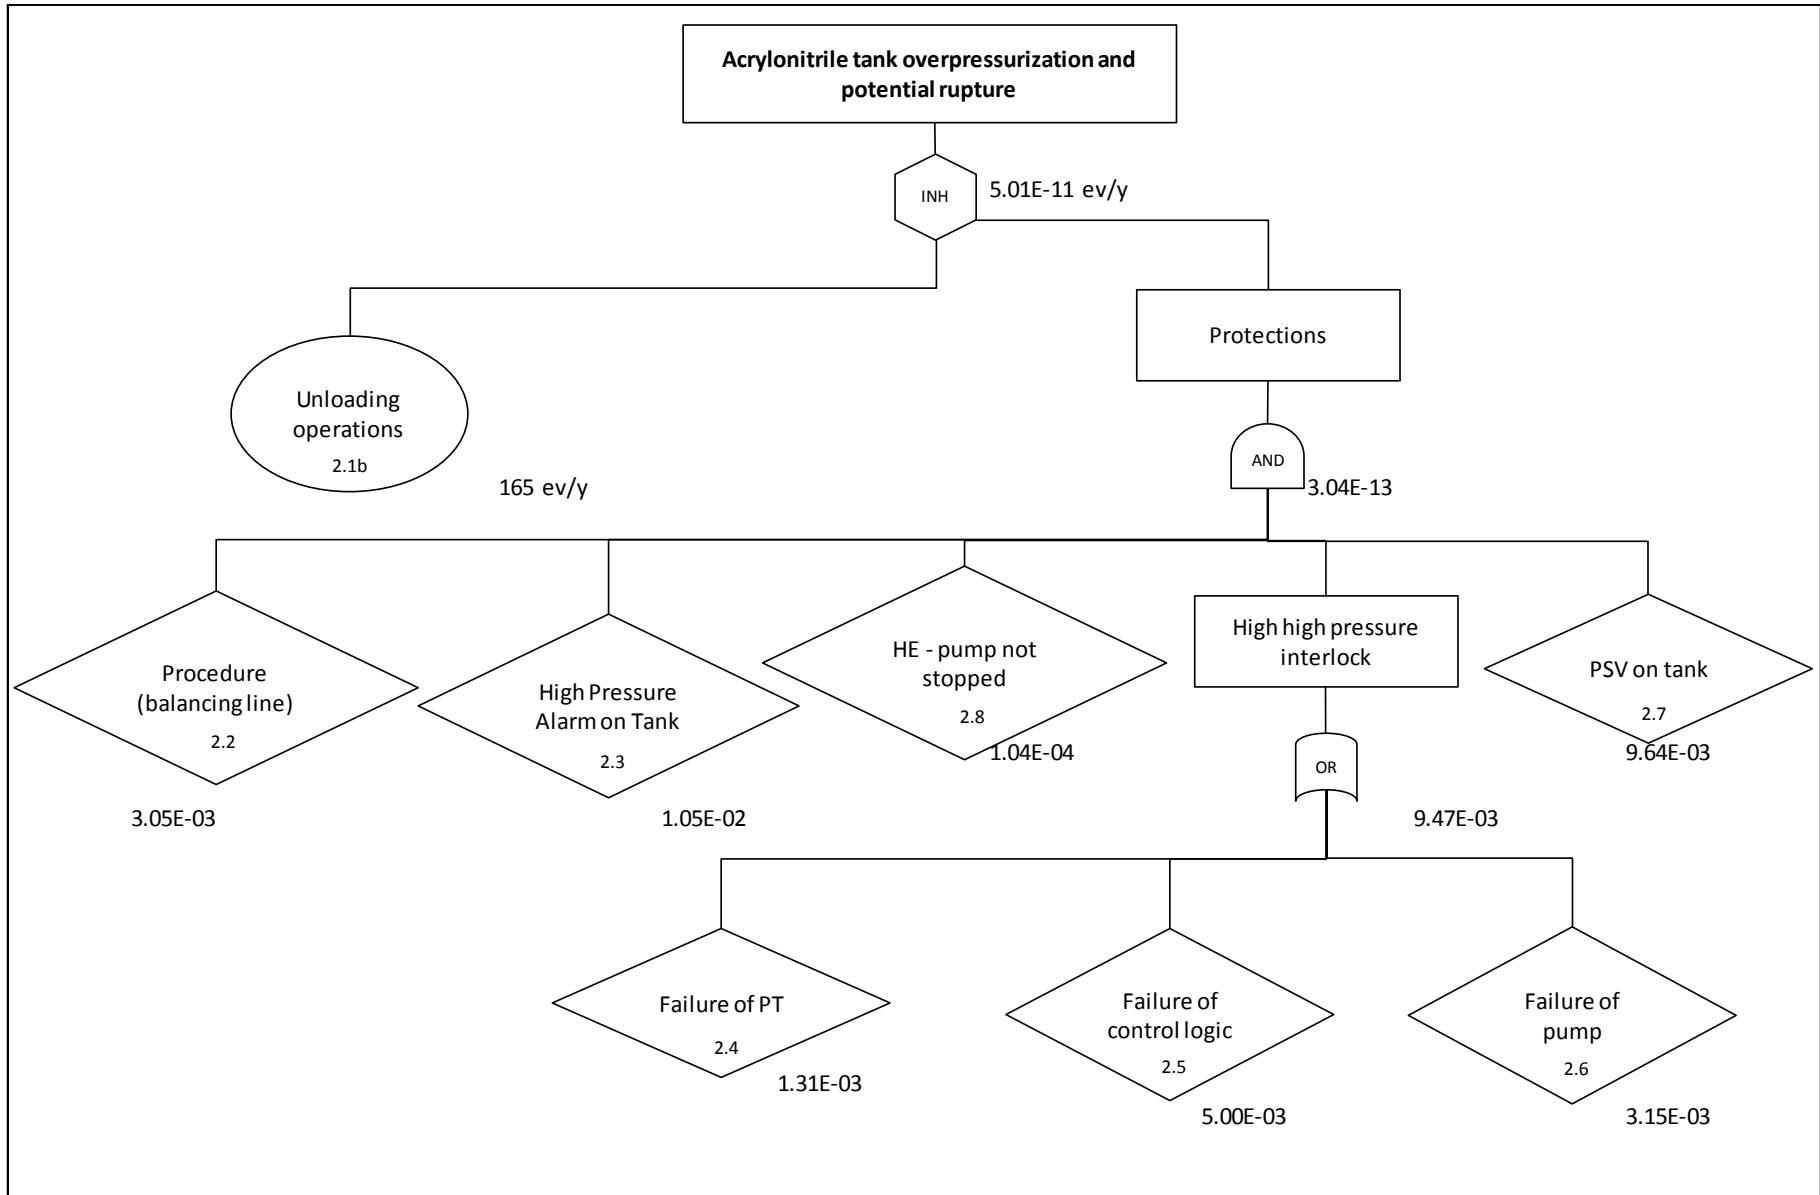 Acrylonitrile tank overpressurization and
potential rupture
INH
5.01E-11 ev/y
Protections
Unloading
operations
2.1b
165 ev/y
AND
3.04E-13
Procedure
(balancing line)
2.2
3.05E-03
High Pressure
Alarm on Tank
2.3
1.05E-02
HE - pump not
stopped
2.8
1.04E-04
High high pressure
interlock
OR
9.47E-03
PSV on tank
2.7
9.64E-03
Failure of PT
2.4
1.31E-03
Failure of
control logic
2.5
5.00E-03
Failure of
pump
2.6
3.15E-03